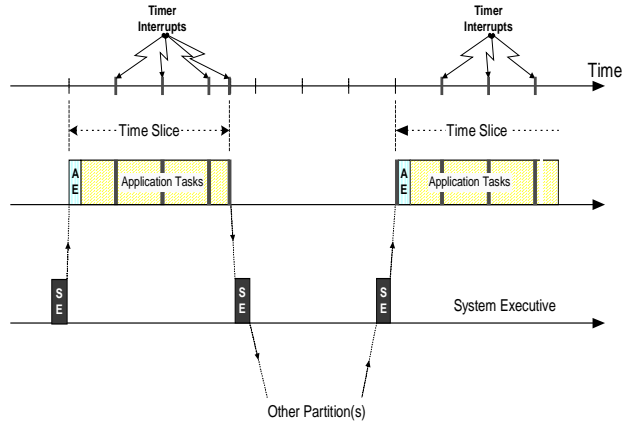 Timer
Interrupts
Timer
Interrupts
Time
Time Slice
Time Slice
A
E
Application Tasks
A
E
Application Tasks
S
E
S
E
S
E
System Executive
Other Partition(s)